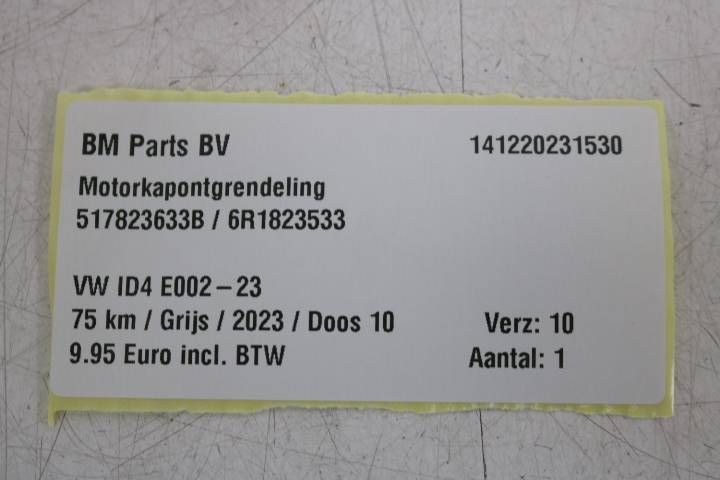 BM Parts BV 141220231530
Motorkapontgrendeling
517823633B / 6R1823533
VW ID4 E002-23
75 km / Grijs / 2023 / Doos 10 Verz: 10
9.95 Euro incl. BTW Aantal: 1